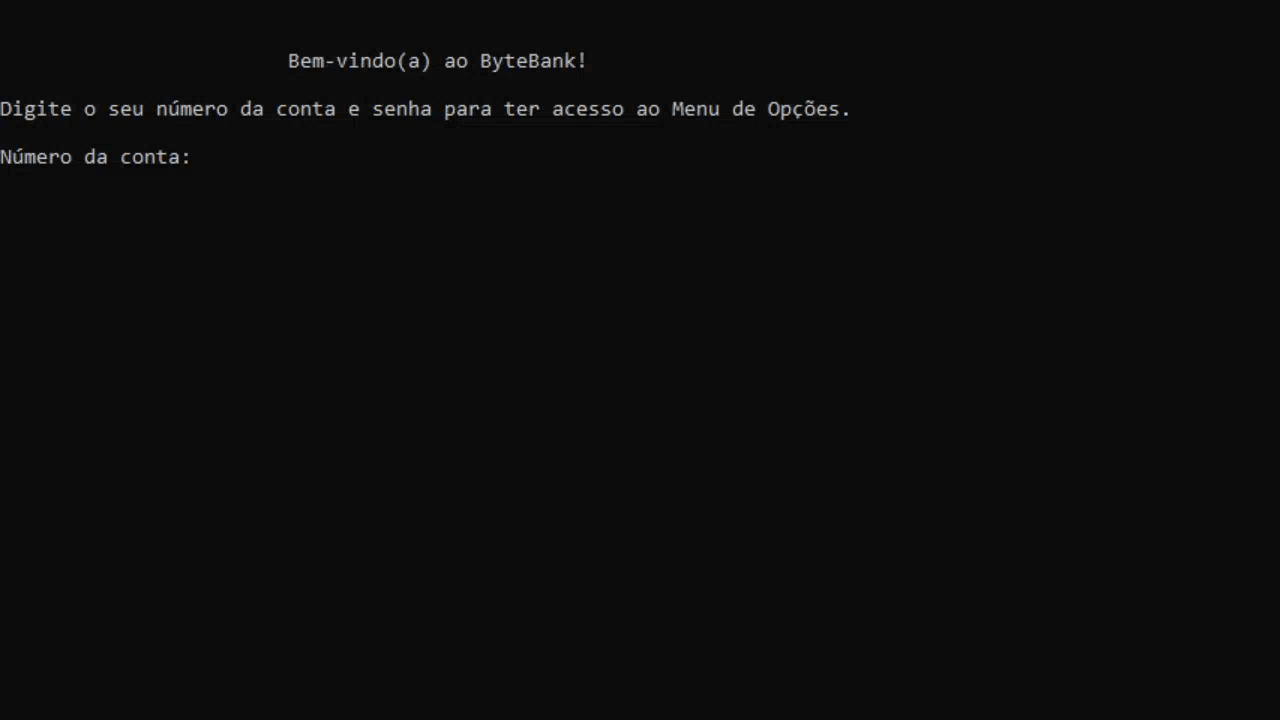 Bem-vindo(a) ao ByteBank!
Digite o seu número da conta e senha para ter acesso ao Menu de Opções.
Número da conta: